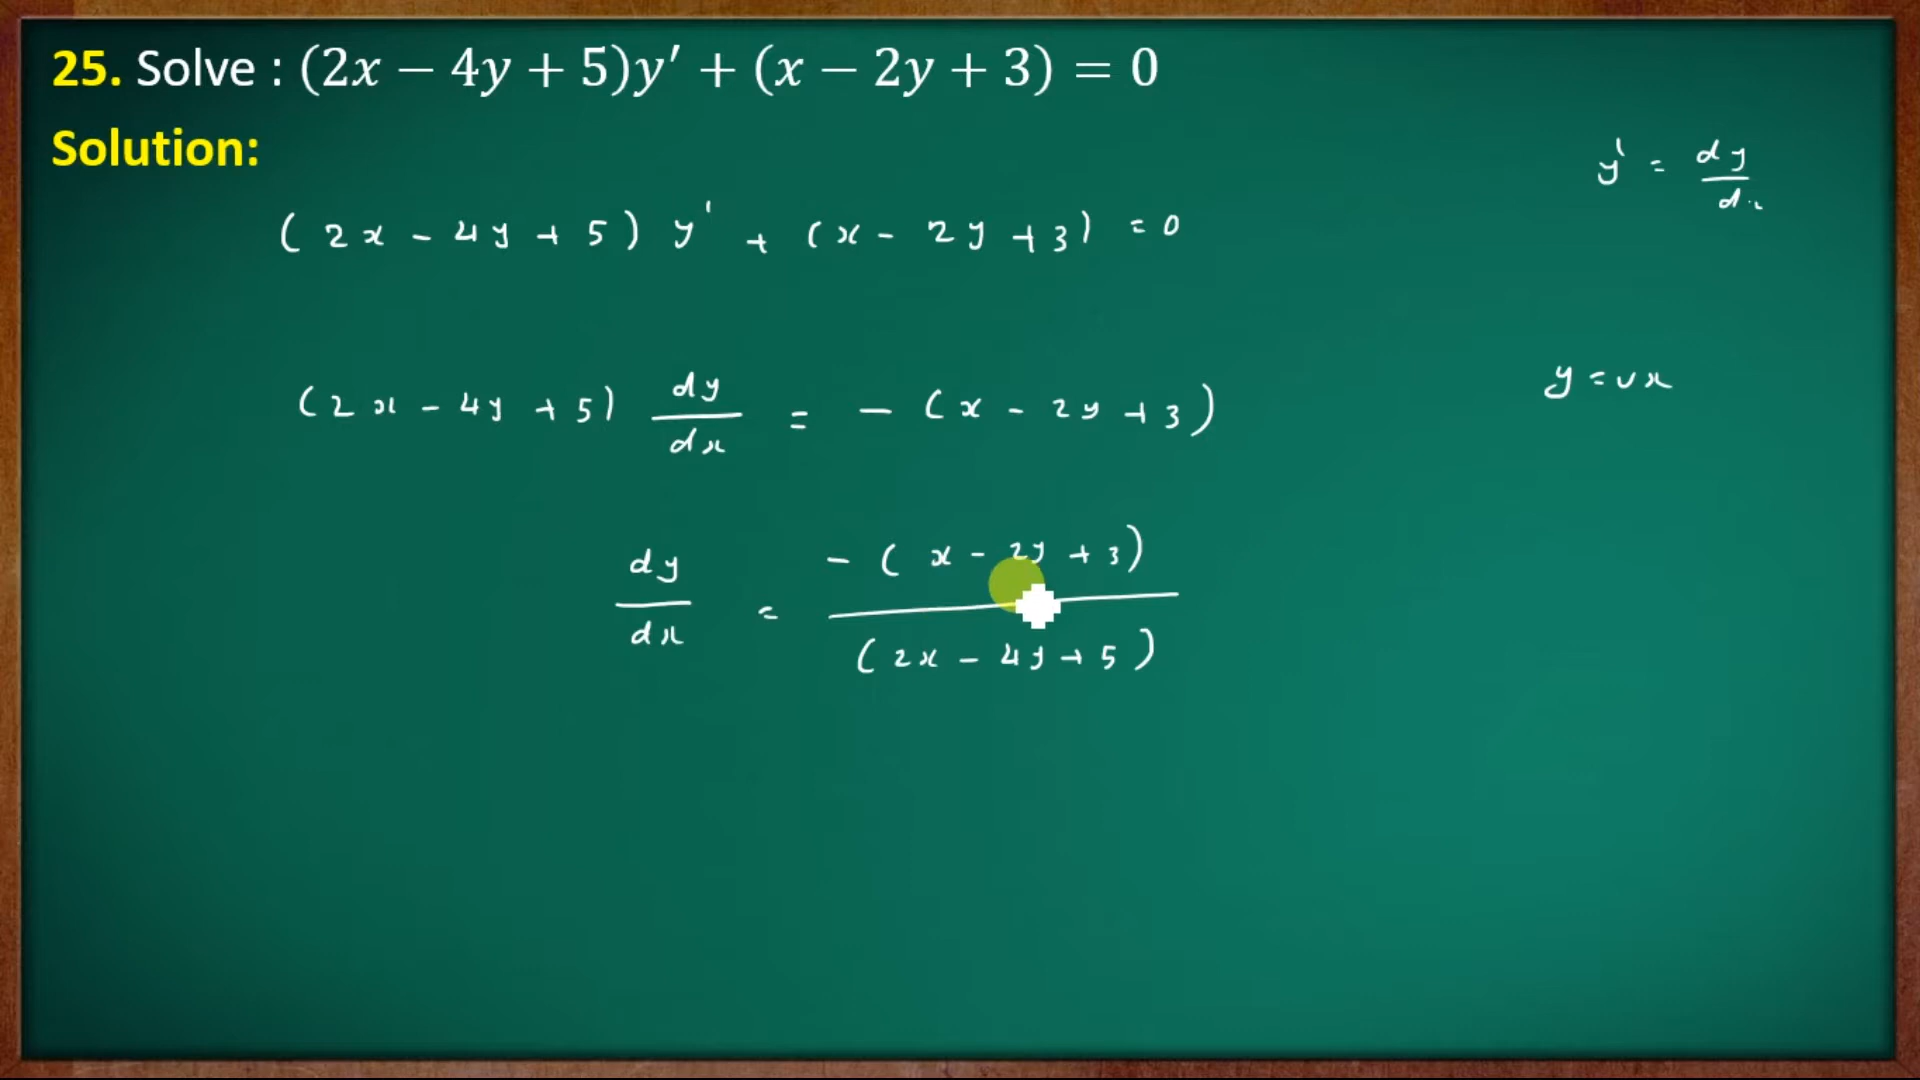 25. Solve : (2x − 4y + 5)y′ + (x − 2y + 3) = 0
Solution:
y' = dy/dx
(2x - 4y + 5) y' + (x - 2y + 3) = 0
(2x - 4y + 5) dy/dx = - (x - 2y + 3)
y = vx
dy/dx = - (x - 2y + 3) / (2x - 4y + 5)